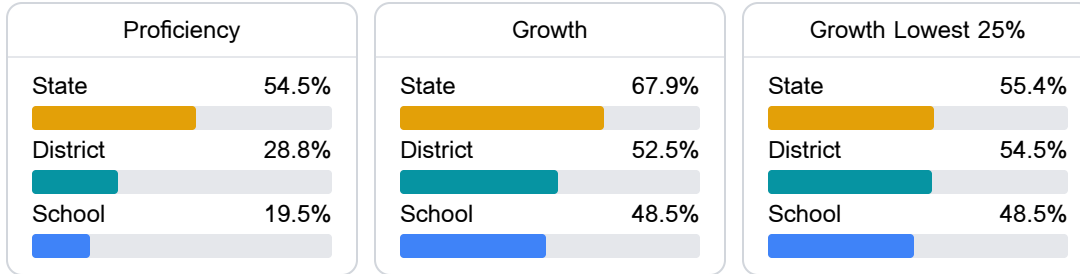 Proficiency
State 54.5%
District 28.8%
School 19.5%
Growth
State 67.9%
District 52.5%
School 48.5%
Growth Lowest 25%
State 55.4%
District 54.5%
School 48.5%